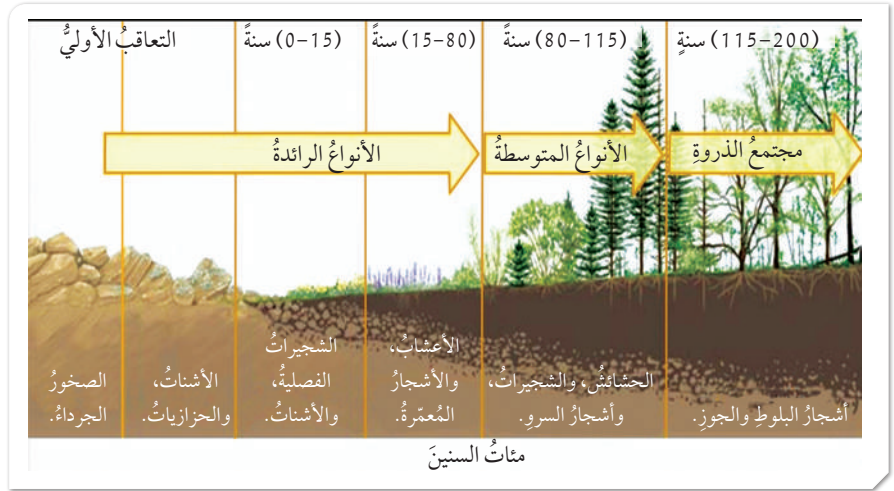 التعاقبُ الأوليُّ
(0-15) سنةً
(15-80) سنةً
(80-115) سنةً
(115-200) سنةٍ
الأنواعُ الرائدةُ
الأنواعُ المتوسطةُ
مجتمعُ الذروةِ
الصخورُ
الجرداءُ.
الأشناتُ،
والحزازياتُ.
الشجيراتُ
الفصليةُ،
والأشناتُ.
الأعشابُ،
والأشجارُ
المُعمّرةُ.
الحشائشُ، والشجيراتُ،
وأشجارُ السروِ.
أشجارُ البلوطِ والجوزِ.
مئاتُ السنينَ